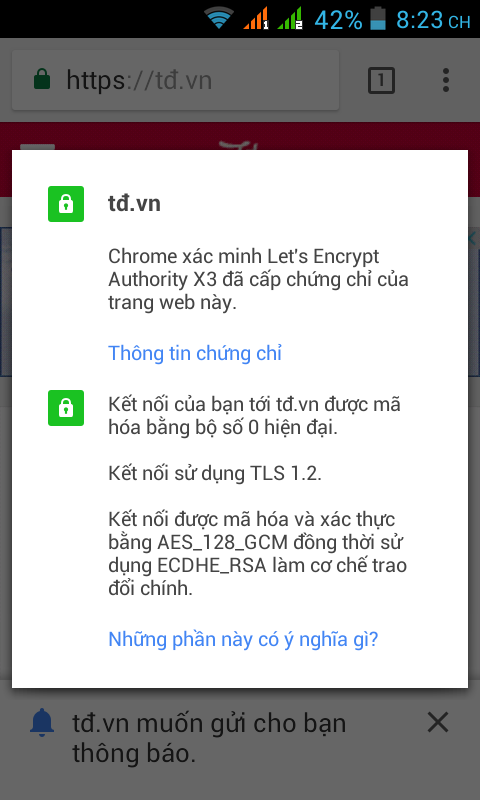 1
2
42%
8:23 CH
https://tđ.vn
1
tđ.vn
Chrome xác minh Let's Encrypt
Authority X3 đã cấp chứng chỉ của
trang web này.
Thông tin chứng chỉ
Kết nối của bạn tới tđ.vn được mã
hóa bằng bộ số 0 hiện đại.
Kết nối sử dụng TLS 1.2.
Kết nối được mã hóa và xác thực
bằng AES_128_GCM đồng thời sử
dụng ECDHE_RSA làm cơ chế trao
đổi chính.
Những phần này có ý nghĩa gì?
tđ.vn muốn gửi cho bạn
thông báo.